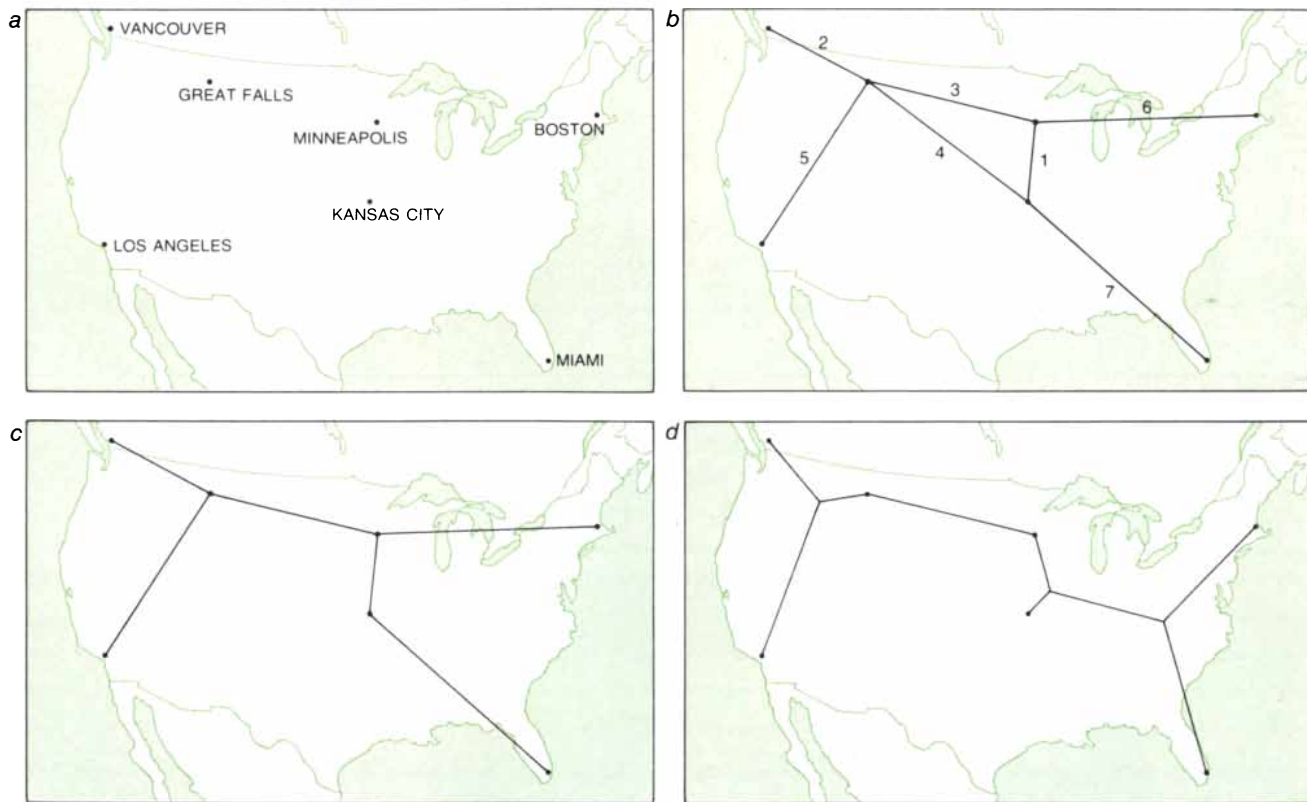 a
VANCOUVER
GREAT FALLS
MINNEAPOLIS
BOSTON
KANSAS CITY
LOS ANGELES
MIAMI
b
2
3
6
5
4
1
7
c
d